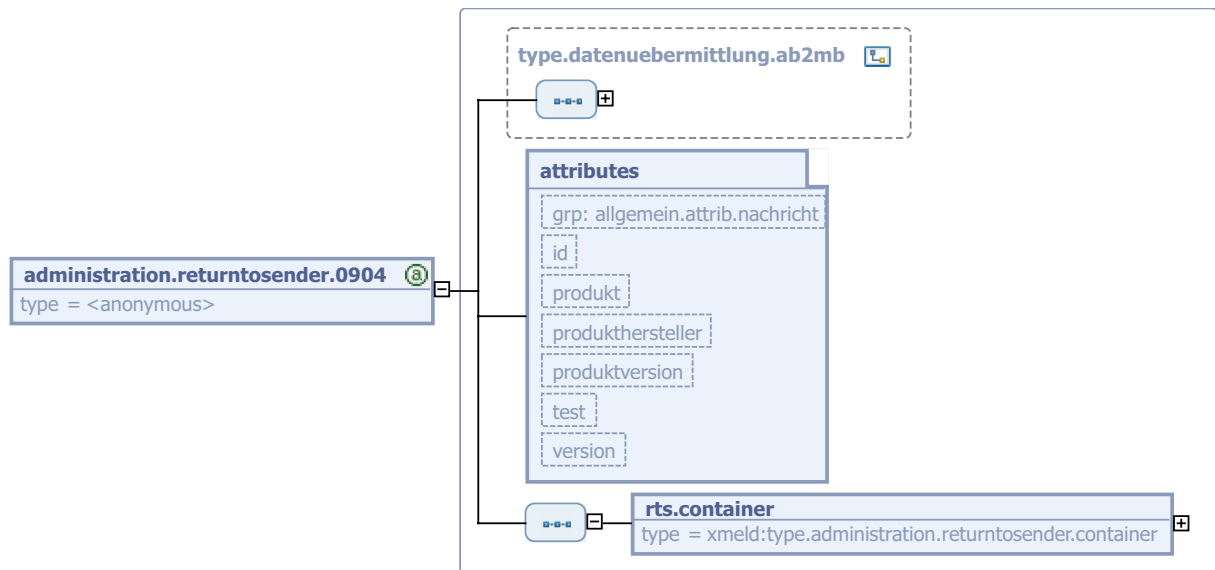 type.datenuebermittlung.ab2mb
attributes
grp: allgemein.attrib.nachricht
id
produkt
administration.returntosender.0904 a
type = <anonymous>
produkthersteller
produktversion
test
version
rts.container
type = xmeld:type.administration.returntosender.container